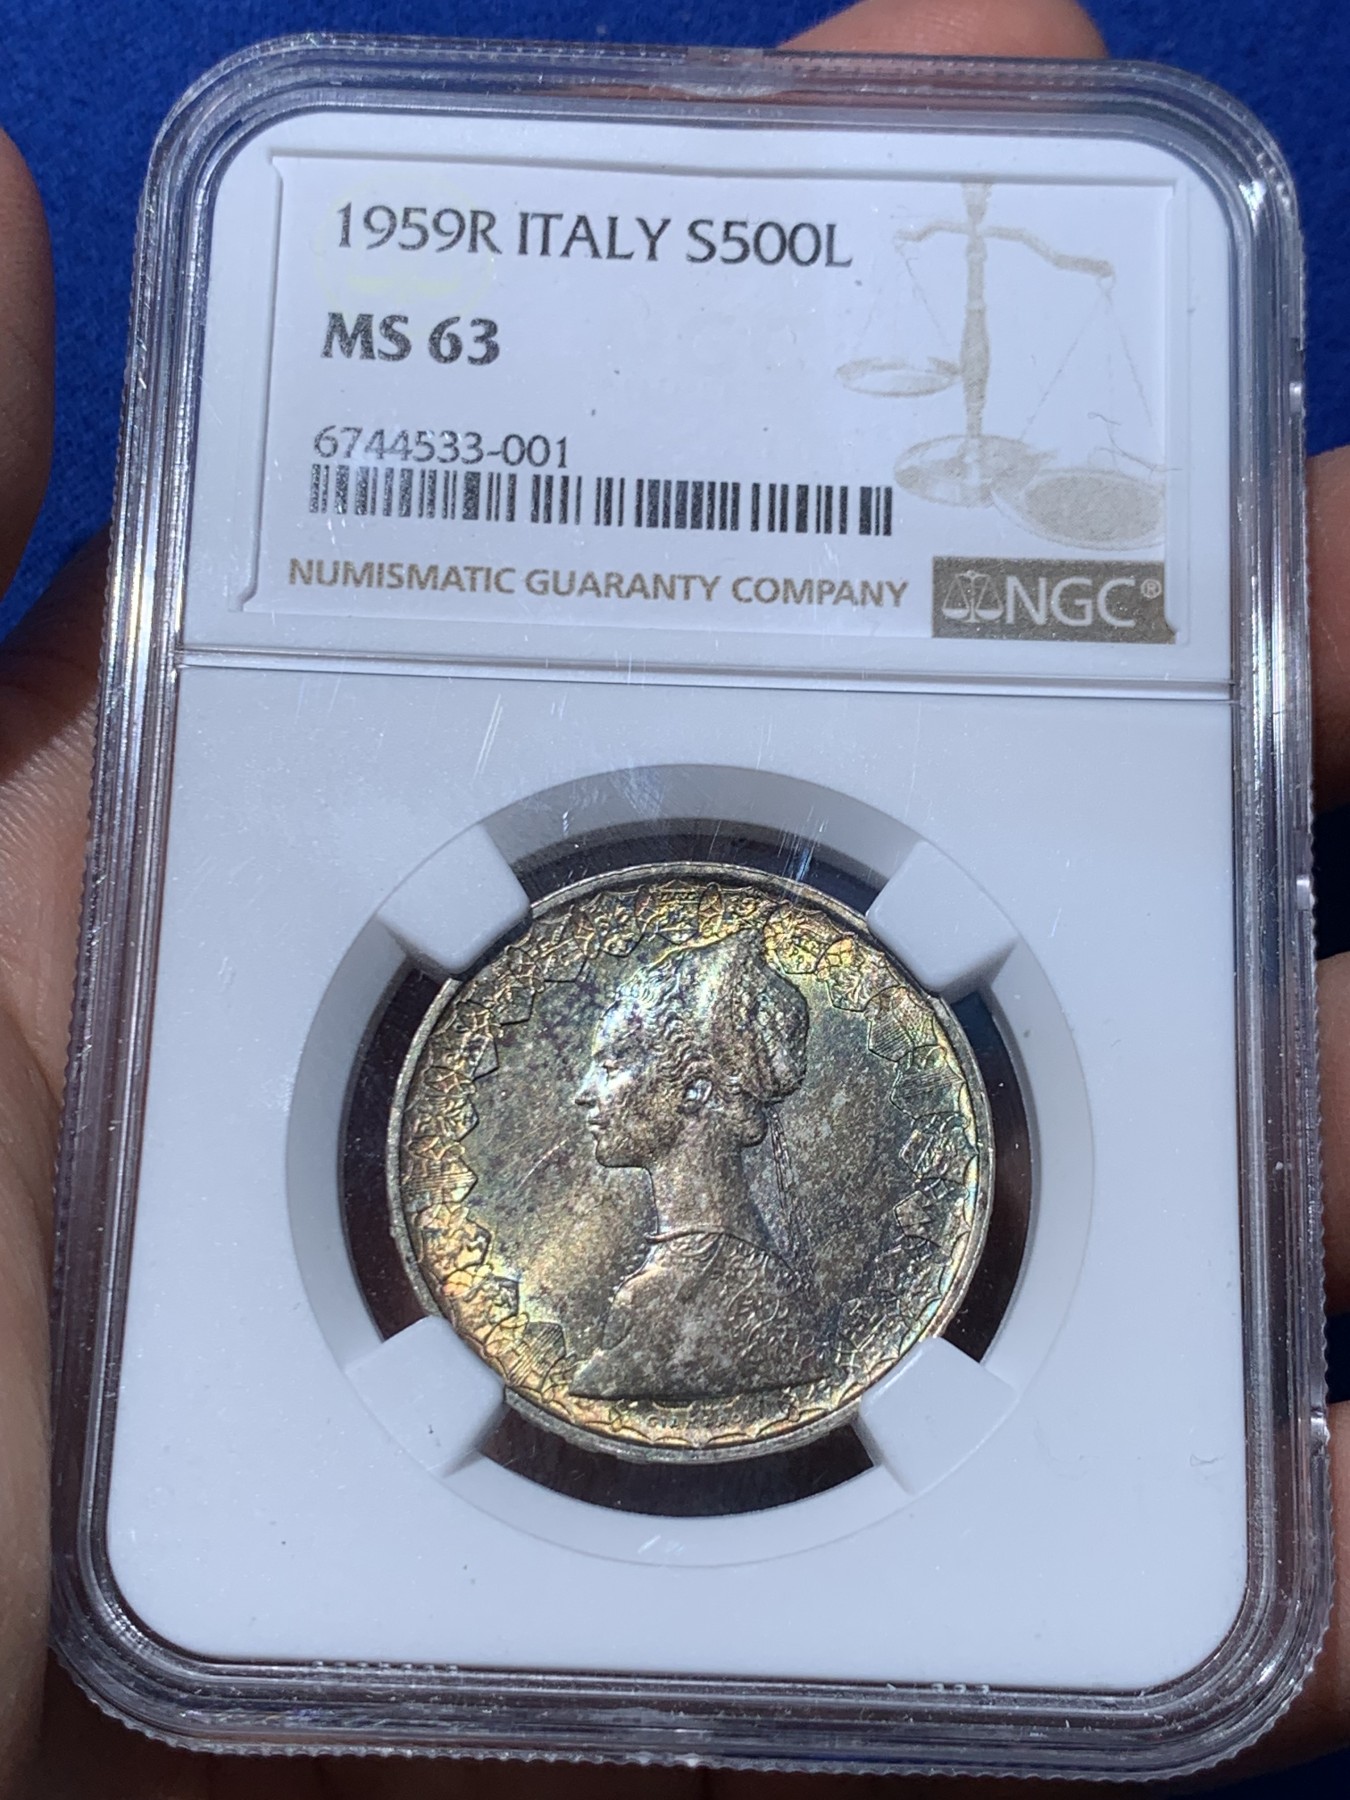 1959R ITALY S500L
MS 63
6744533-001
NUMISMATIC GUARANTY COMPANY
NGC®